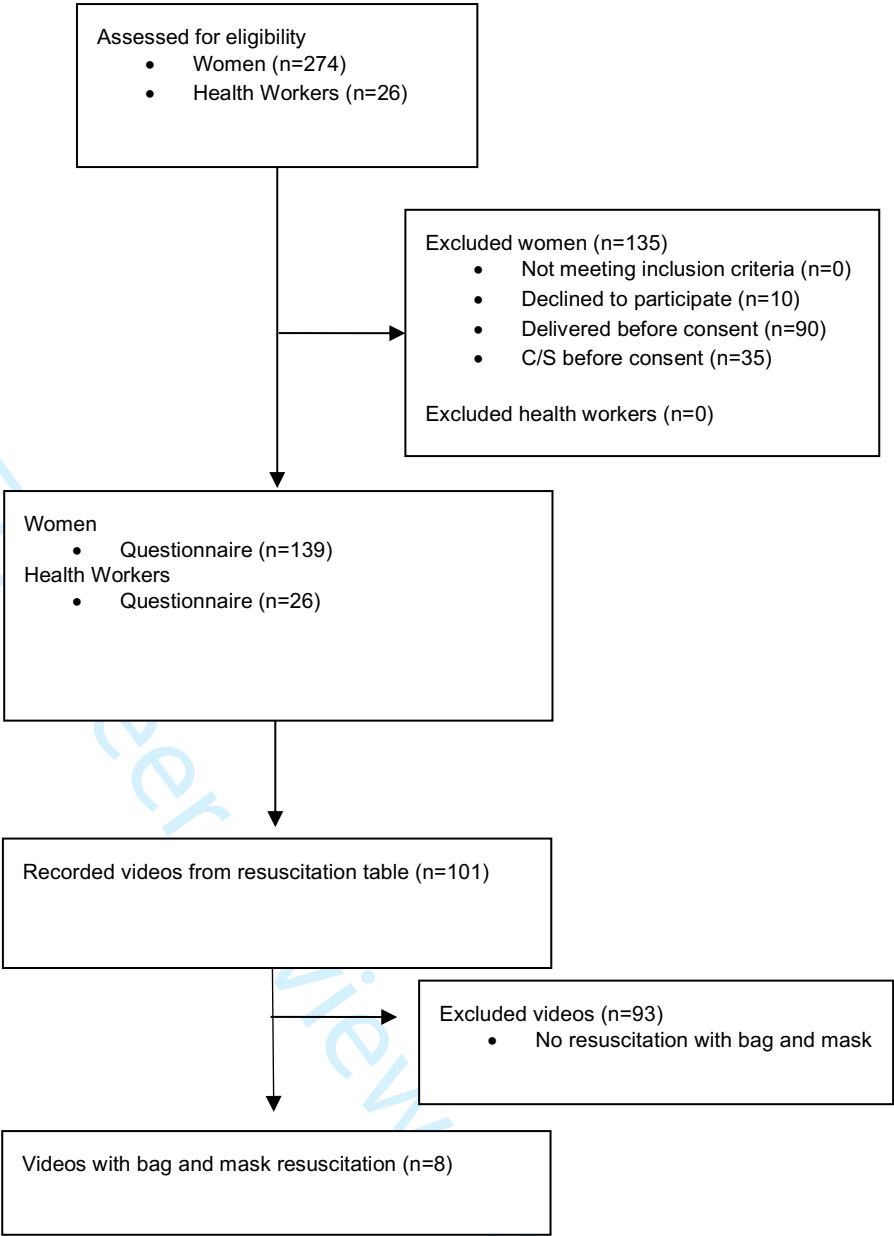 Assessed for eligibility
• Women (n=274)
• Health Workers (n=26)
Excluded women (n=135)
• Not meeting inclusion criteria (n=0)
• Declined to participate (n=10)
• Delivered before consent (n=90)
• C/S before consent (n=35)
Excluded health workers (n=0)
Women
• Questionnaire (n=139)
Health Workers
• Questionnaire (n=26)
Recorded videos from resuscitation table (n=101)
Excluded videos (n=93)
• No resuscitation with bag and mask
Videos with bag and mask resuscitation (n=8)